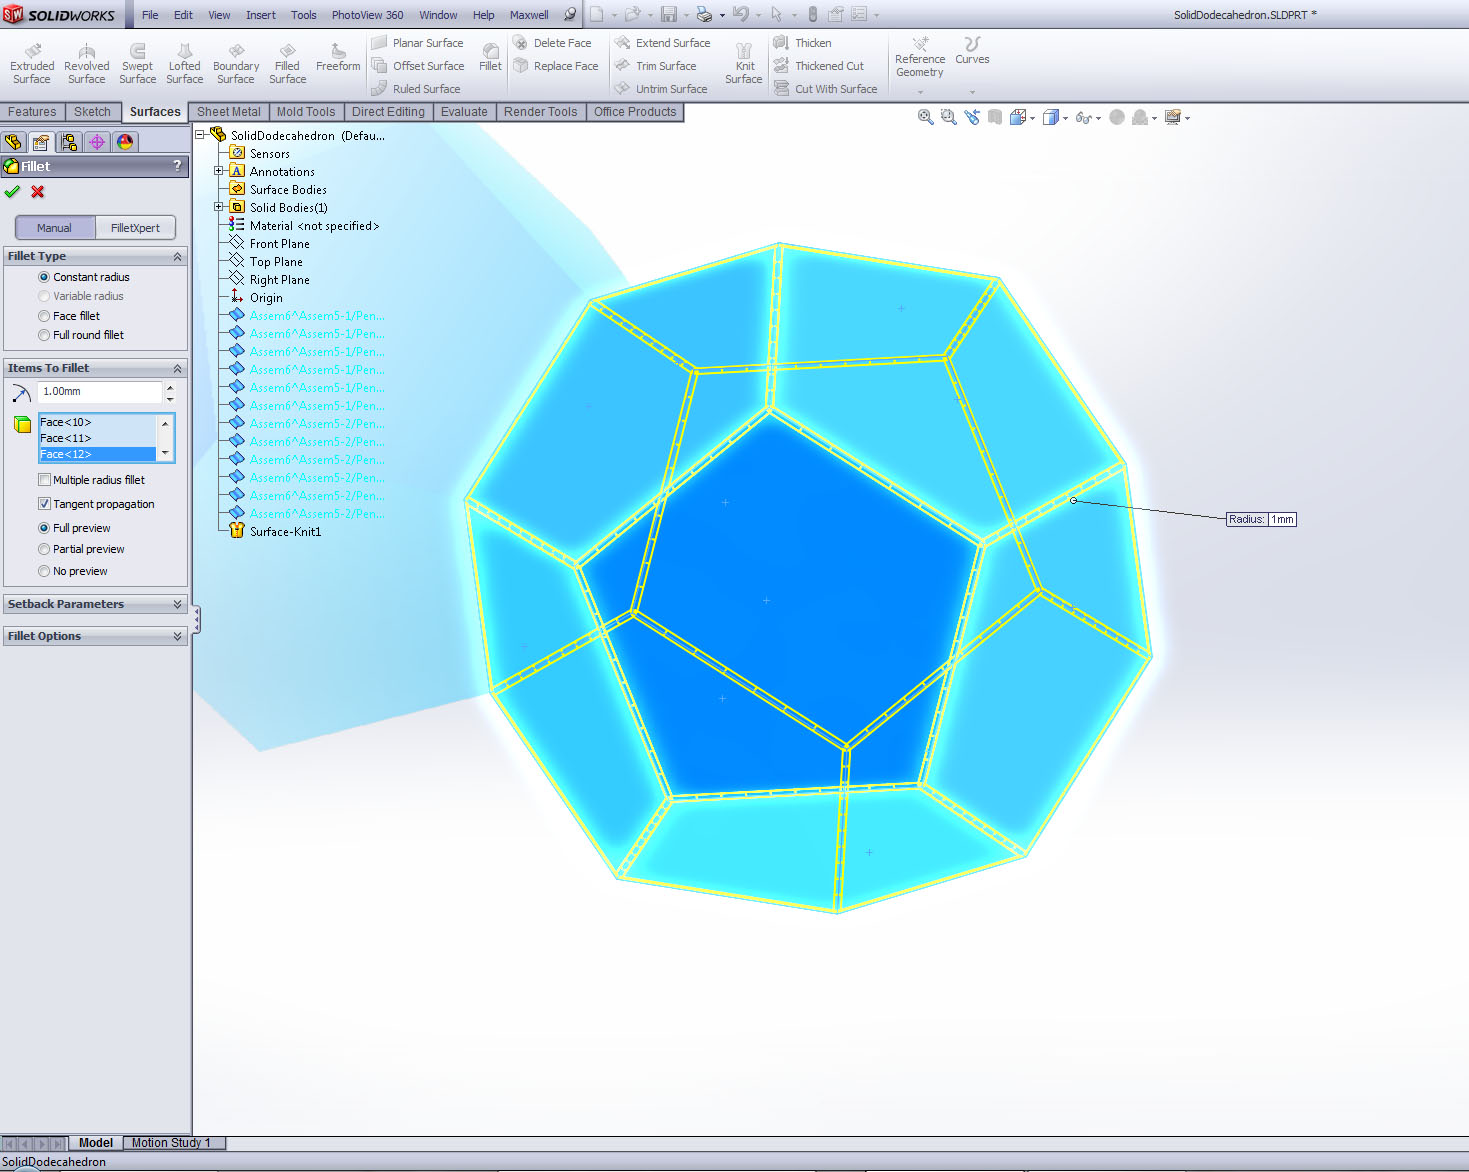 SW SOLIDWORKS File Edit View Insert Tools PhotoView 360 Window Help Maxwell SolidDodecahedron.SLDPRT *
Extruded Surface
Revolved Surface
Swept Surface
Lofted Surface
Boundary Surface
Filled Surface
Freeform
Planar Surface
Offset Surface
Ruled Surface
Fillet
Delete Face
Replace Face
Extend Surface
Trim Surface
Untrim Surface
Knit Surface
Thicken
Thickened Cut
Cut With Surface
Reference Geometry
Curves
Features Sketch Surfaces Sheet Metal Mold Tools Direct Editing Evaluate Render Tools Office Products
Fillet ?
Manual FilletXpert
Fillet Type
Constant radius
Variable radius
Face fillet
Full round fillet
Items To Fillet
1.00mm
Face<10>
Face<11>
Face<12>
Multiple radius fillet
Tangent propagation
Full preview
Partial preview
No preview
Setback Parameters
Fillet Options
SolidDodecahedron (Defau...
Sensors
A Annotations
Surface Bodies
Solid Bodies(1)
Material <not specified>
Front Plane
Top Plane
Right Plane
Origin
Assem6^Assem5-1/Pen...
Assem6^Assem5-1/Pen...
Assem6^Assem5-1/Pen...
Assem6^Assem5-1/Pen...
Assem6^Assem5-1/Pen...
Assem6^Assem5-1/Pen...
Assem6^Assem5-2/Pen...
Assem6^Assem5-2/Pen...
Assem6^Assem5-2/Pen...
Assem6^Assem5-2/Pen...
Assem6^Assem5-2/Pen...
Assem6^Assem5-2/Pen...
Surface-Knit1
Radius: 1mm
Model Motion Study 1
SolidDodecahedron